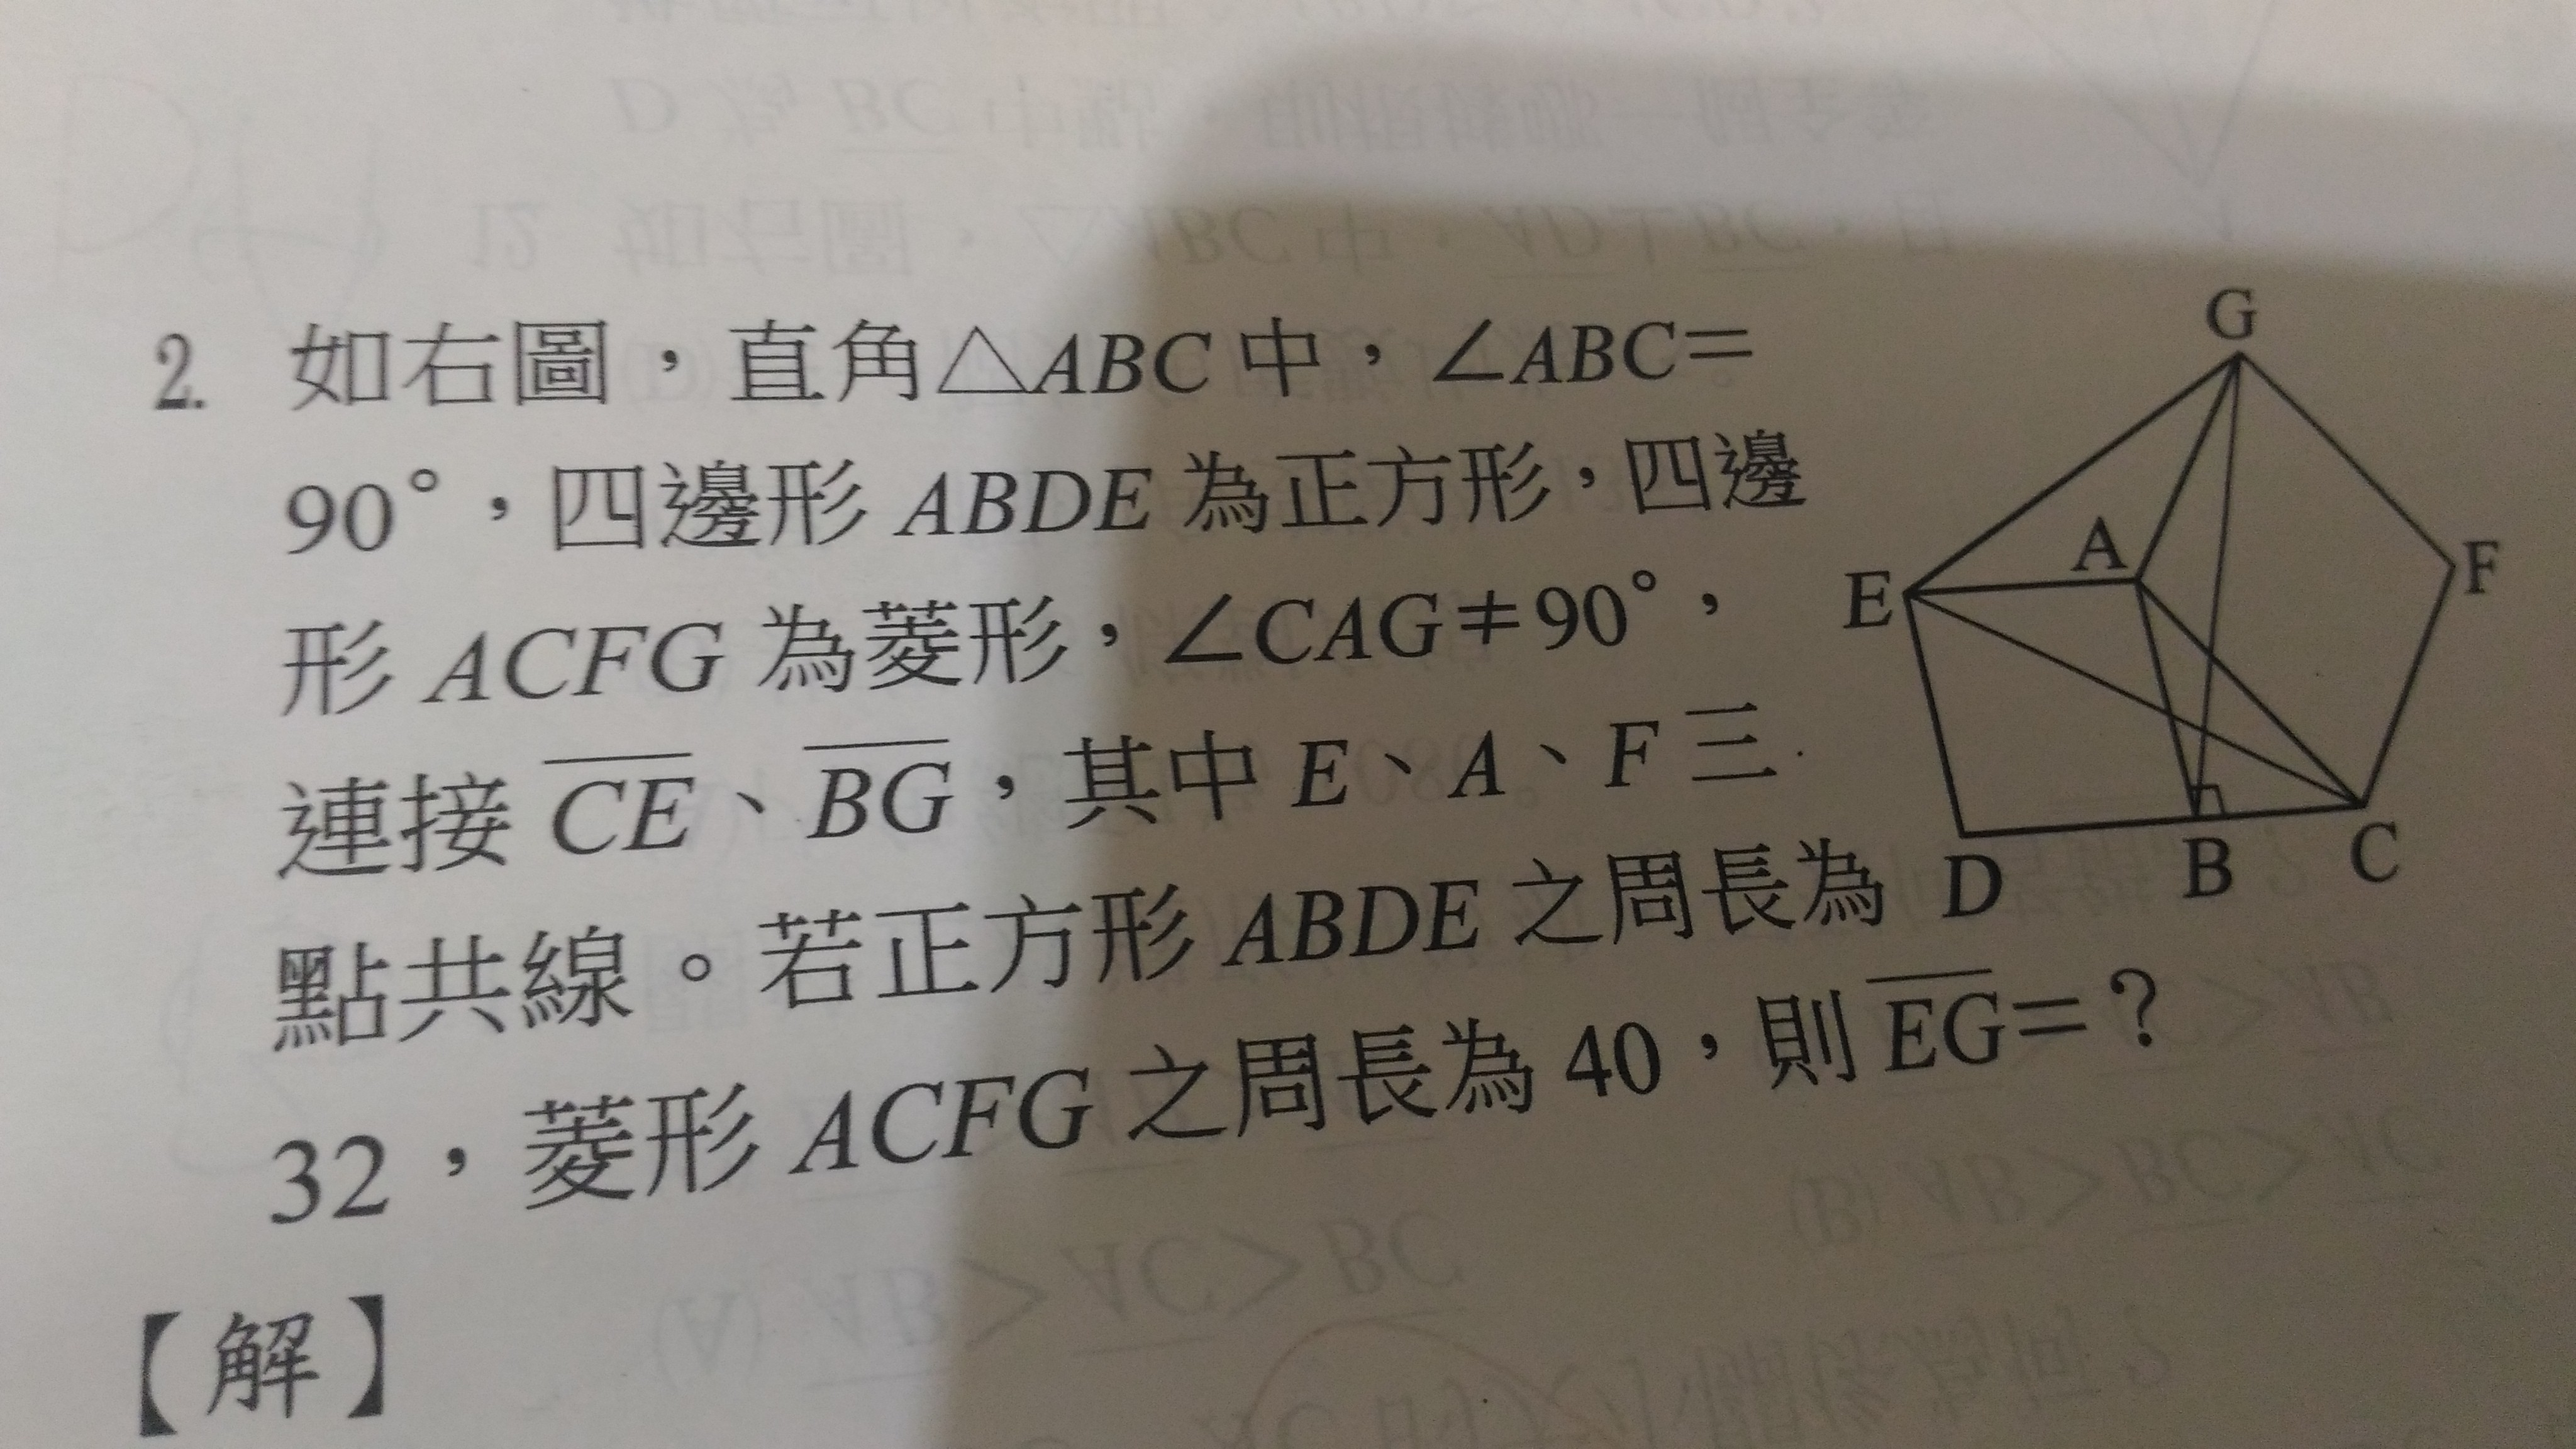 2. 如右圖，直角△ABC中，∠ABC=
90°，四邊形ABDE為正方形，四邊
形ACFG為菱形，∠CAG≠90°，
連接CE、BG，其中E、A、F三
點共線。若正方形ABDE之周長為
32，菱形ACFG之周長為40，則EG=？
【解】
G
A
F
E
D
B
C